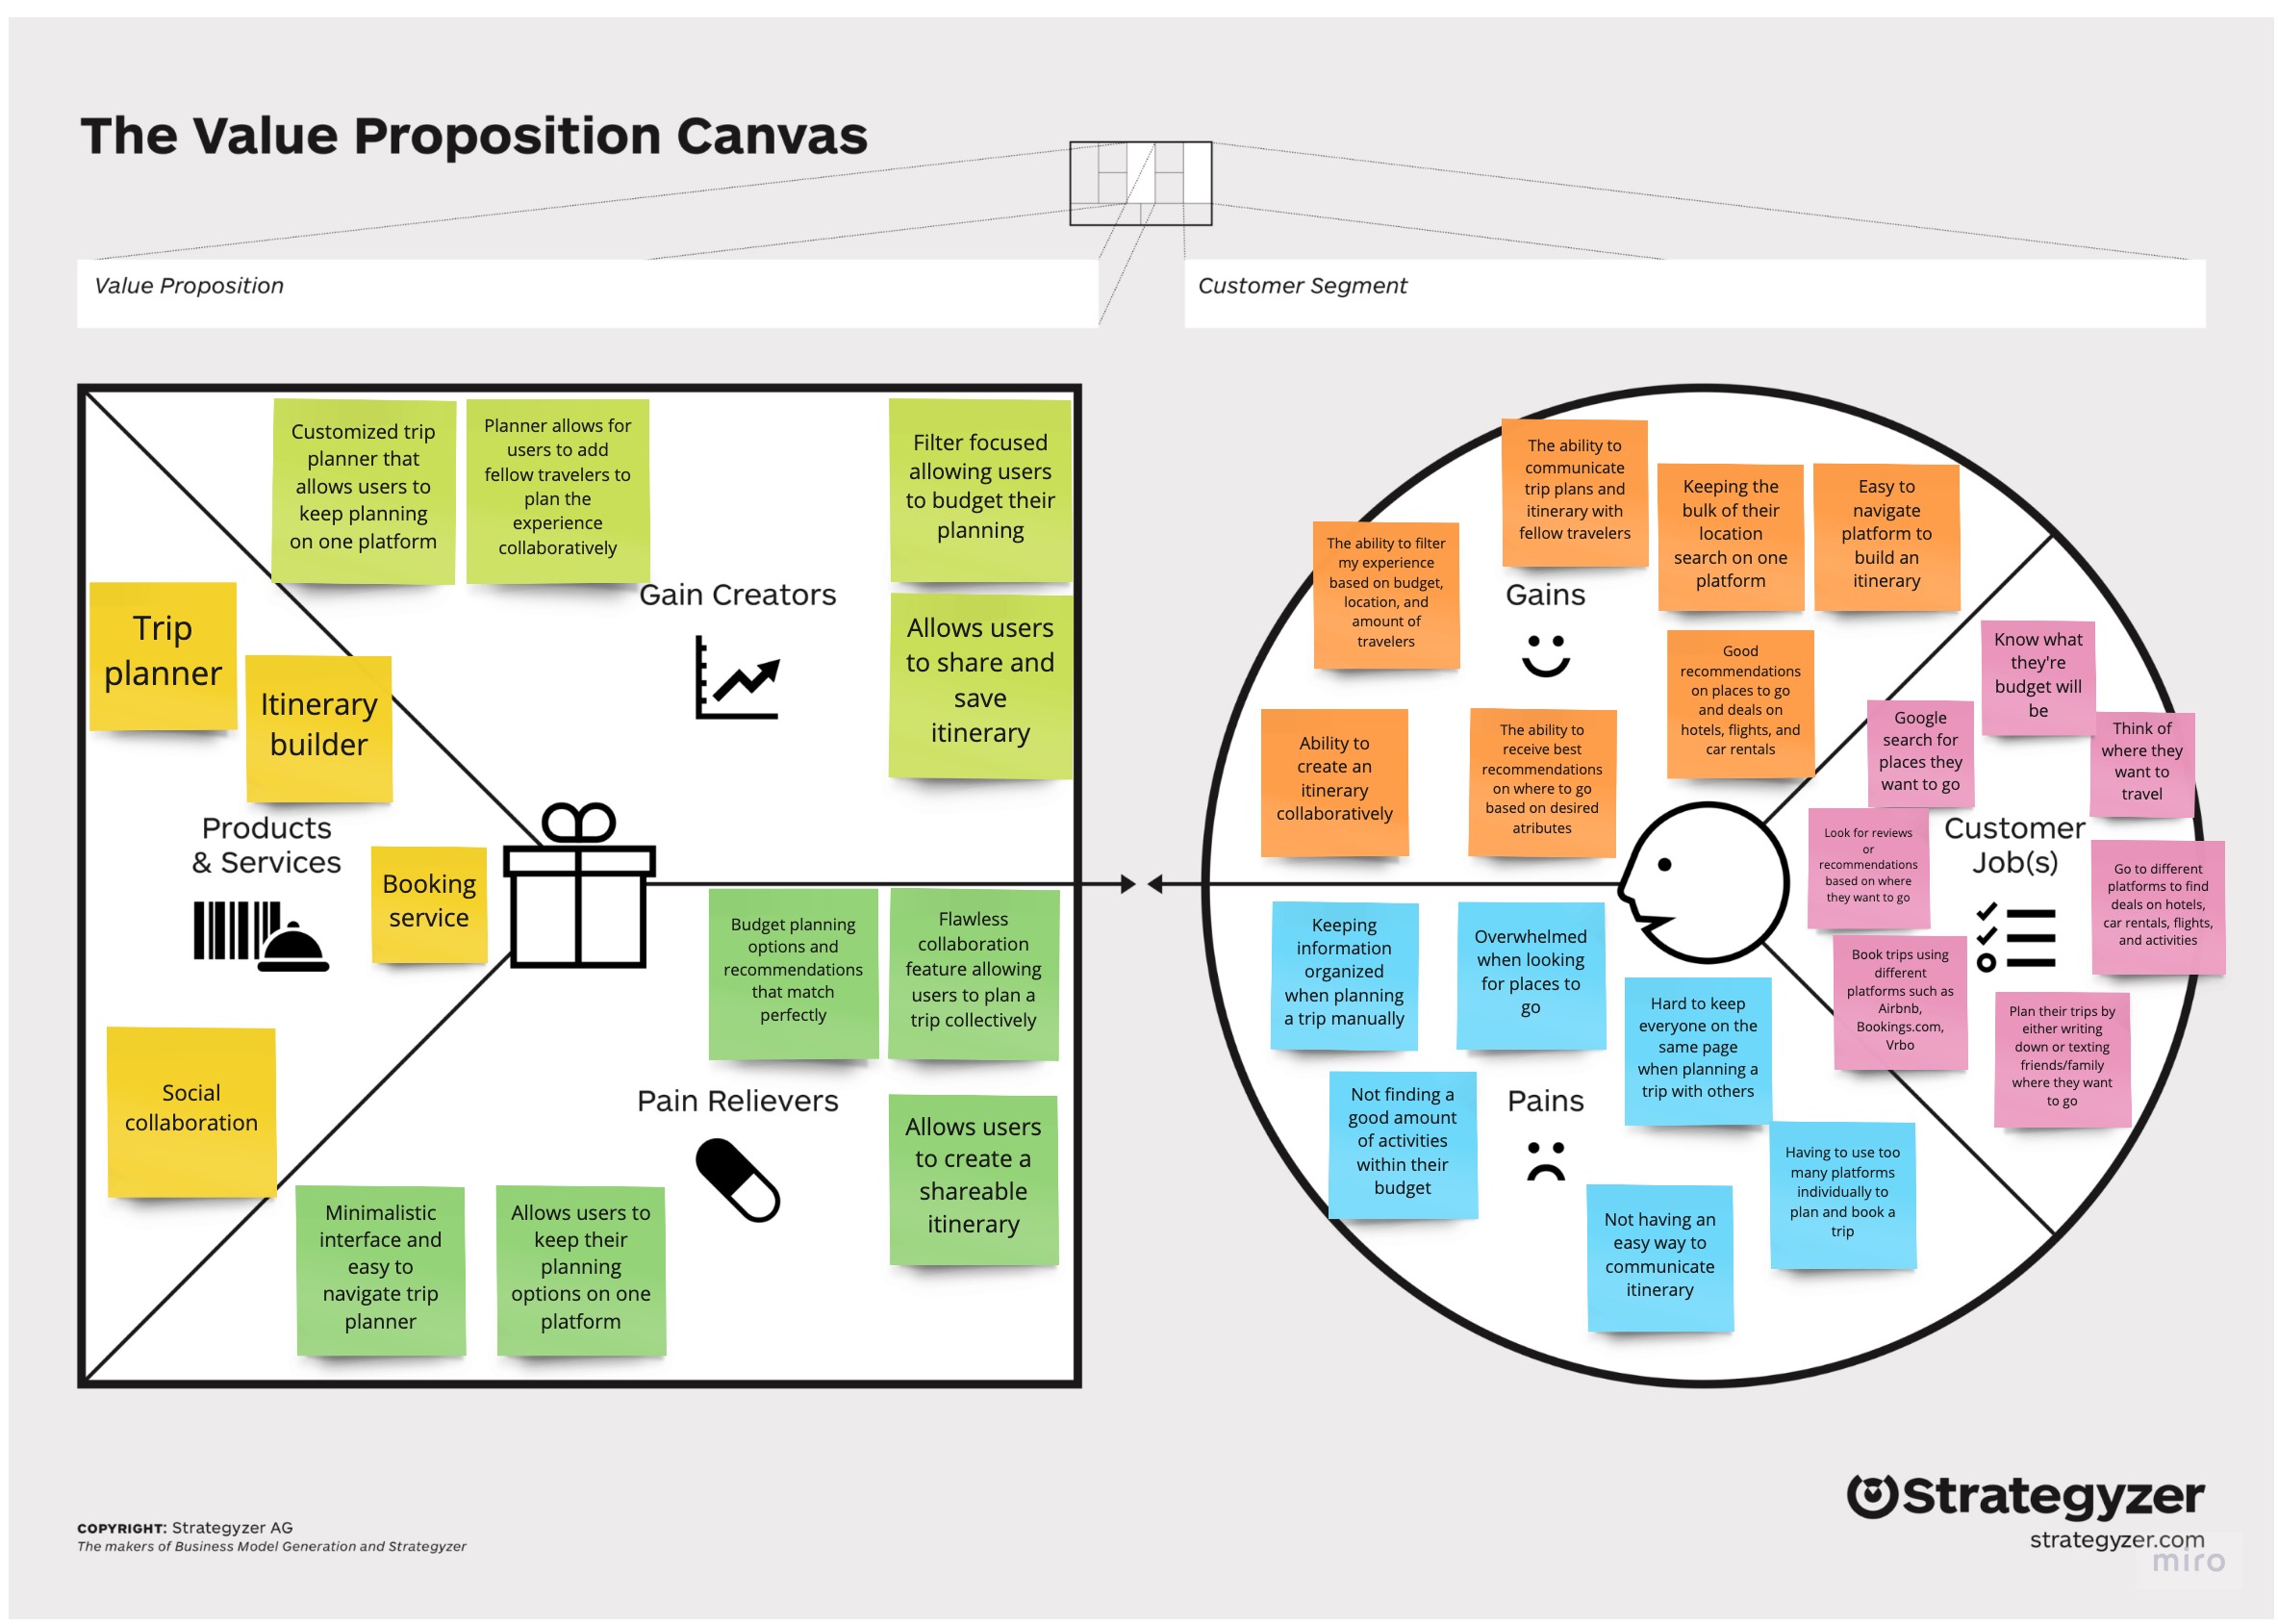 The Value Proposition Canvas
Value Proposition
Customer Segment
Customized trip
planner that
allows users to
keep planning
on one platform
Planner allows for
users to add
fellow travelers to
plan the
experience
collaboratively
Filter focused
allowing users
to budget their
planning
Gain Creators
Allows users
to share and
save
itinerary
Trip
planner
Itinerary
builder
Products
& Services
Booking
service
Social
collaboration
Budget planning
options and
recommendations
that match
perfectly
Flawless
collaboration
feature allowing
users to plan a
trip collectively
Pain Relievers
Allows users
to create a
shareable
itinerary
Minimalistic
interface and
easy to
navigate trip
planner
Allows users to
keep their
planning
options on one
platform
The ability to
communicate
trip plans and
itinerary with
fellow travelers
Keeping the
bulk of their
location
search on one
platform
Easy to
navigate
platform to
build an
itinerary
The ability to filter
my experience
based on budget,
location, and
amount of
travelers
Gains
Good
recommendations
on places to go
and deals on
hotels, flights, and
car rentals
Ability to
create an
itinerary
collaboratively
The ability to
receive best
recommendations
on where to go
based on desired
atributes
Know what
they're
budget will
be
Google
search for
places they
want to go
Think of
where they
want to
travel
Look for reviews
or
recommendations
based on where
they want to go
Customer
Job(s)
Go to different
platforms to find
deals on hotels,
car rentals, flights,
and activities
Book trips using
different
platforms such as
Airbnb,
Bookings.com,
Vrbo
Plan their trips by
either writing
down or texting
friends/family
where they want
to go
Keeping
information
organized
when planning
a trip manually
Overwhelmed
when looking
for places to
go
Hard to keep
everyone on the
same page
when planning a
trip with others
Not finding a
good amount
of activities
within their
budget
Pains
Having to use too
many platforms
individually to
plan and book a
trip
Not having an
easy way to
communicate
itinerary
COPYRIGHT: Strategyzer AG
The makers of Business Model Generation and Strategyzer
Strategyzer
strategyzer.com
miro